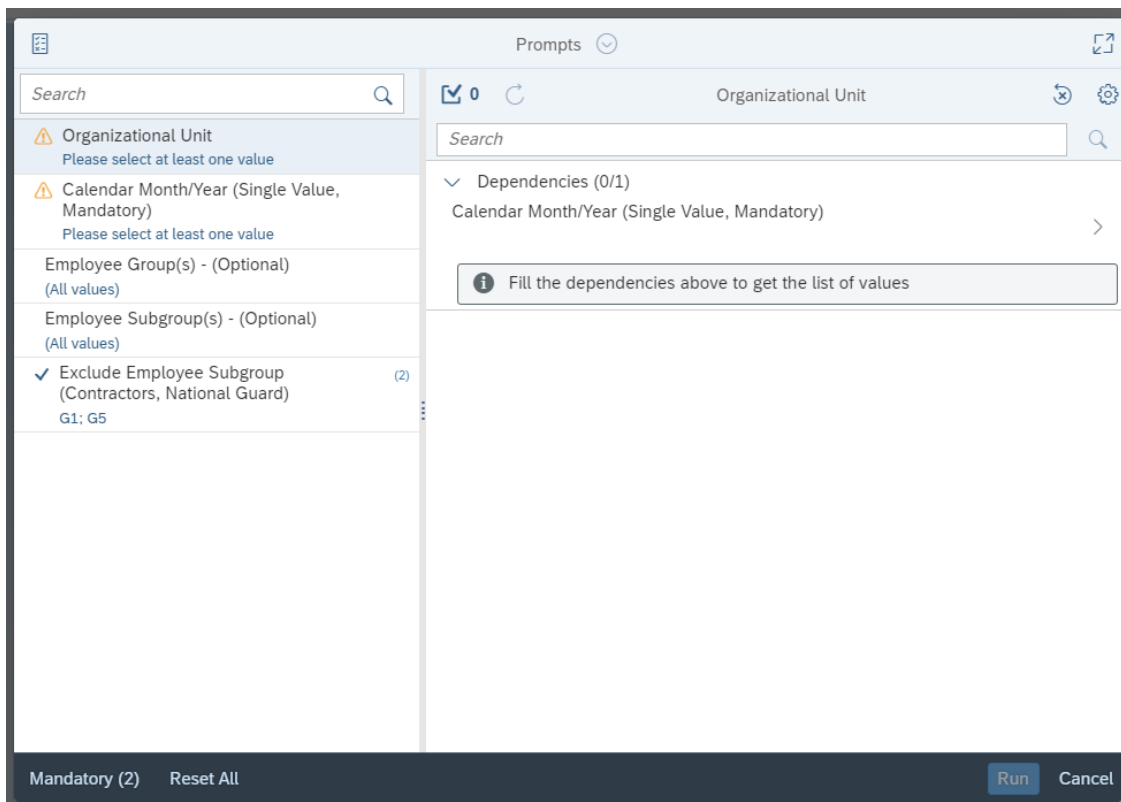 Prompts
Search
Organizational Unit
Please select at least one value
Calendar Month/Year (Single Value,
Mandatory)
Please select at least one value
Employee Group(s) - (Optional)
(All values)
Employee Subgroup(s) - (Optional)
(All values)
Exclude Employee Subgroup (2)
(Contractors, National Guard)
G1; G5
0 Organizational Unit
Search
Dependencies (0/1)
Calendar Month/Year (Single Value, Mandatory)
Fill the dependencies above to get the list of values
Mandatory (2) Reset All Run Cancel